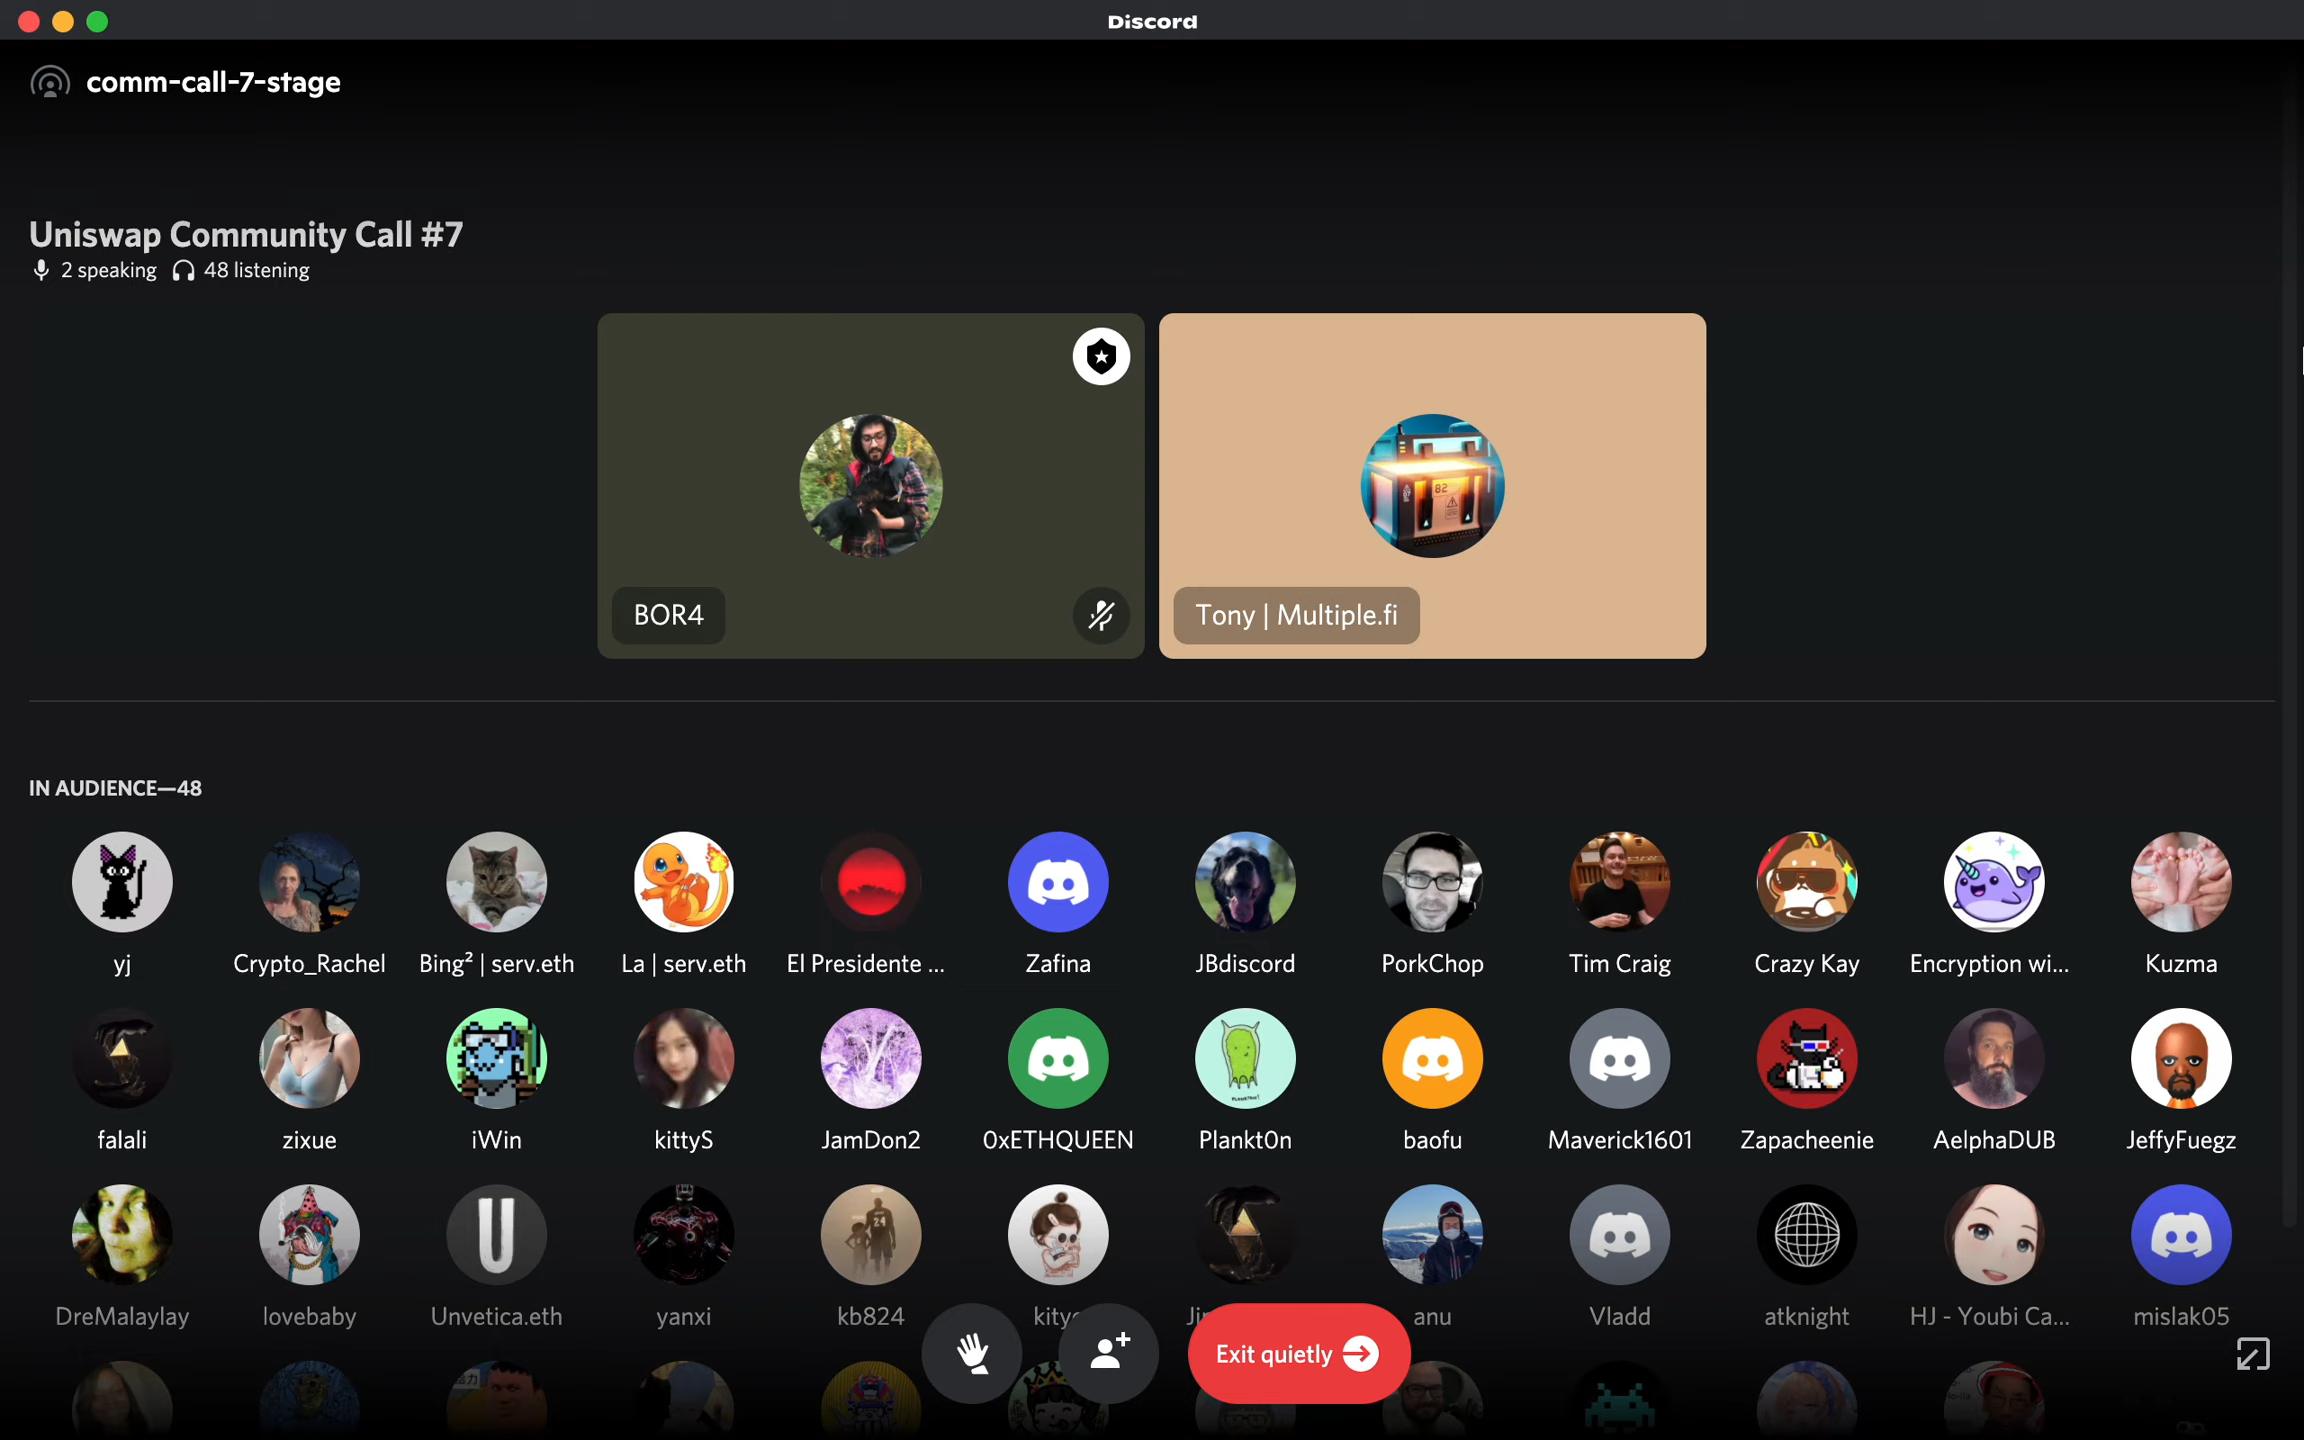 Discord
comm-call-7-stage
Uniswap Community Call #7
2 speaking 48 listening
BOR4
Tony | Multiple.fi
82
IN AUDIENCE—48
yj Crypto_Rachel Bing² | serv.eth La | serv.eth El Presidente ... Zafina JBdiscord PorkChop Tim Craig Crazy Kay Encryption wi... Kuzma
falali zixue iWin kittyS JamDon2 0xETHQUEEN Plankt0n baofu Maverick1601 Zapacheenie AelphaDUB JeffyFuegz
U
24
DreMalaylay lovebaby Unvetica.eth yanxi kb824 anu Vladd atknight HJ - Youbi Ca... mislak05
Exit quietly